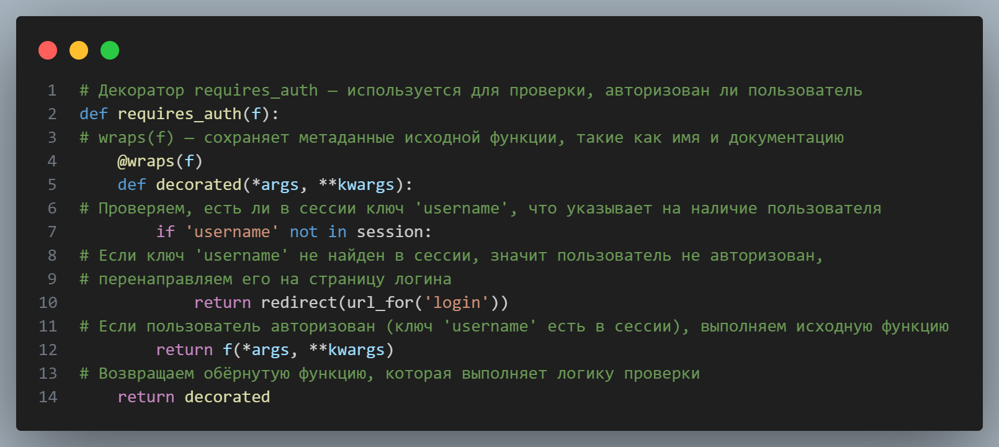 1 # Декоратор requires_auth — используется для проверки, авторизован ли пользователь
2 def requires_auth(f):
3 # wraps(f) — сохраняет метаданные исходной функции, такие как имя и документацию
4     @wraps(f)
5     def decorated(*args, **kwargs):
6 # Проверяем, есть ли в сессии ключ 'username', что указывает на наличие пользователя
7         if 'username' not in session:
8 # Если ключ 'username' не найден в сессии, значит пользователь не авторизован,
9 # перенаправляем его на страницу логина
10             return redirect(url_for('login'))
11 # Если пользователь авторизован (ключ 'username' есть в сессии), выполняем исходную функцию
12         return f(*args, **kwargs)
13 # Возвращаем обёрнутую функцию, которая выполняет логику проверки
14     return decorated